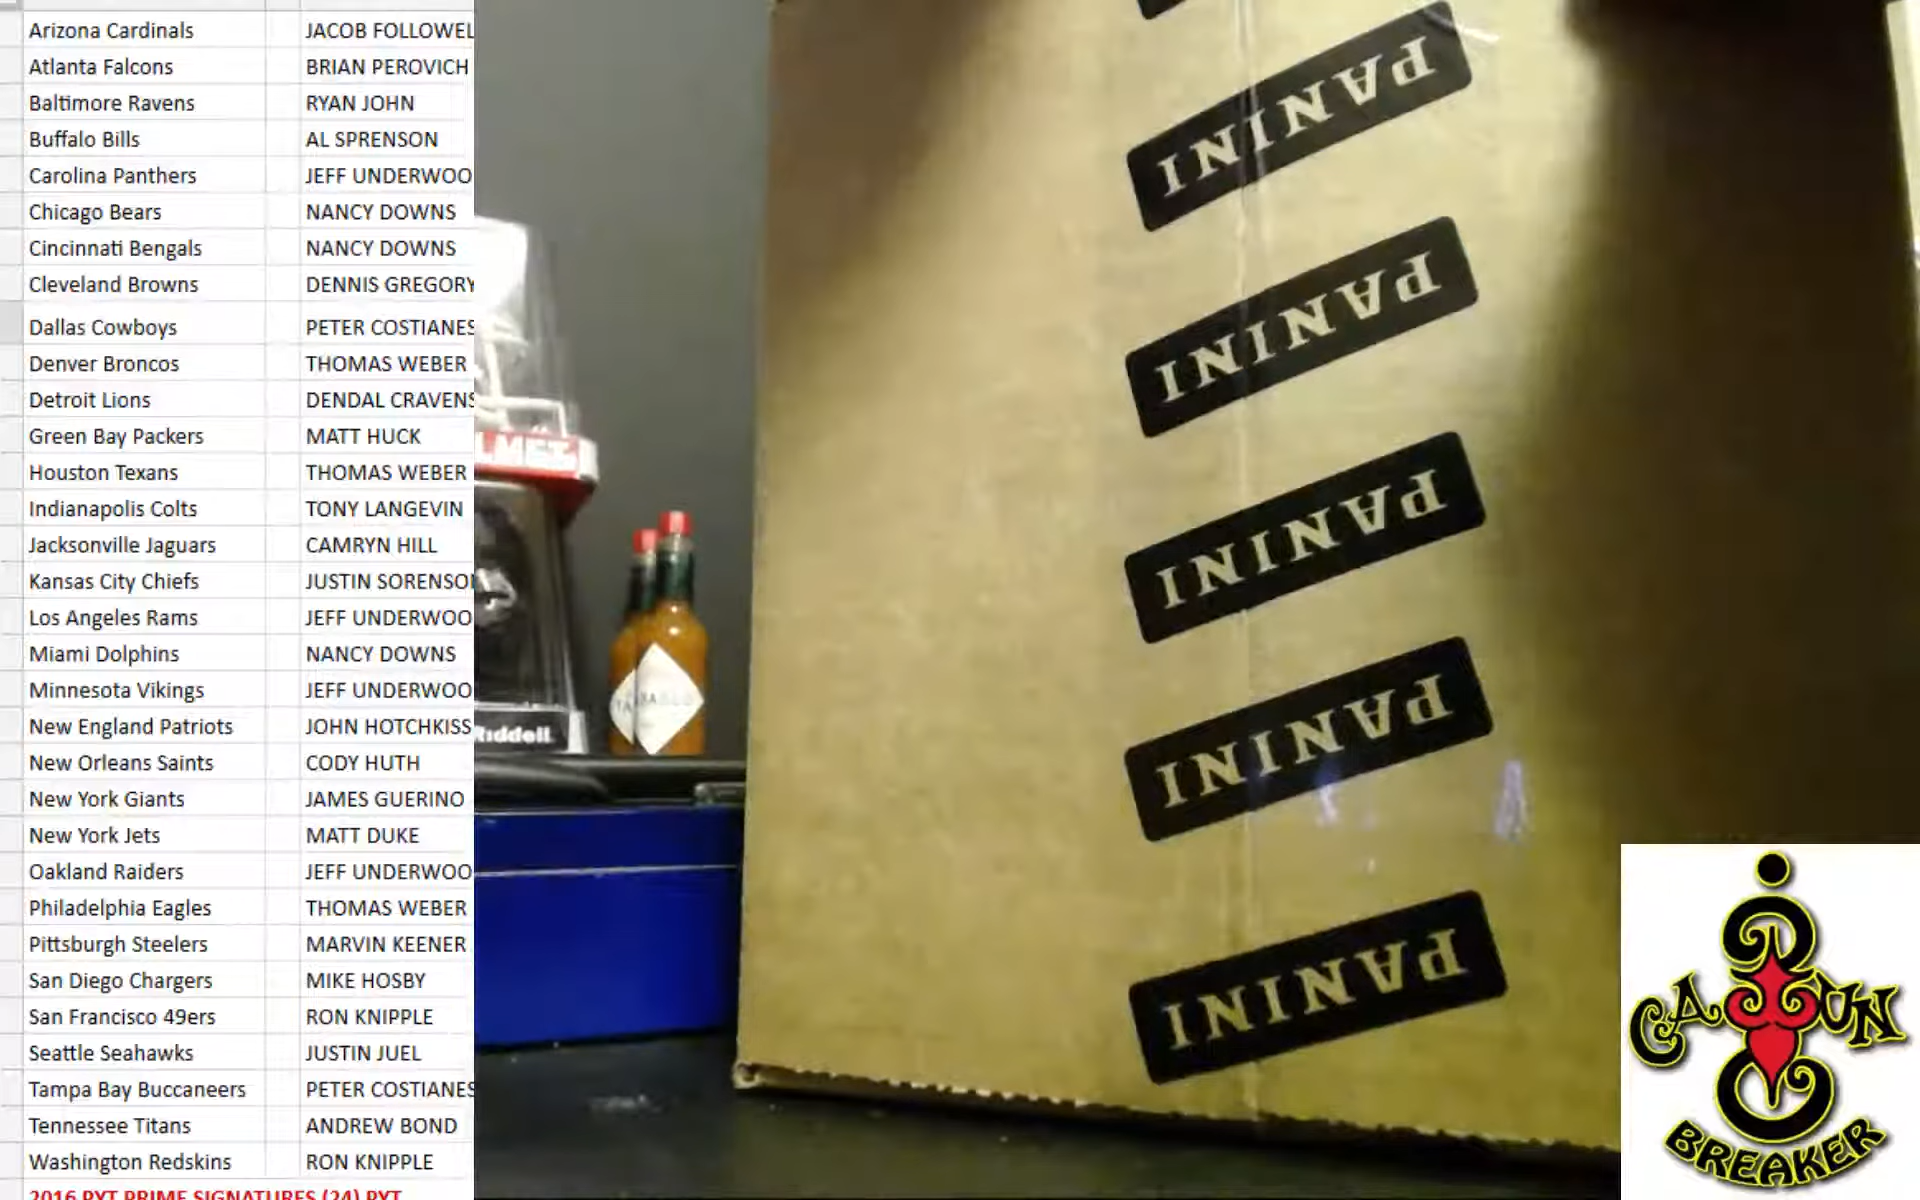 Arizona Cardinals JACOB FOLLOWEL
Atlanta Falcons BRIAN PEROVICH
Baltimore Ravens RYAN JOHN
Buffalo Bills AL SPRENSON
Carolina Panthers JEFF UNDERWOO
Chicago Bears NANCY DOWNS
Cincinnati Bengals NANCY DOWNS
Cleveland Browns DENNIS GREGORY
Dallas Cowboys PETER COSTIANES
Denver Broncos THOMAS WEBER
Detroit Lions DENDAL CRAVENS
Green Bay Packers MATT HUCK
Houston Texans THOMAS WEBER
Indianapolis Colts TONY LANGEVIN
Jacksonville Jaguars CAMRYN HILL
Kansas City Chiefs JUSTIN SORENSON
Los Angeles Rams JEFF UNDERWOO
Miami Dolphins NANCY DOWNS
Minnesota Vikings JEFF UNDERWOO
New England Patriots JOHN HOTCHKISS
New Orleans Saints CODY HUTH
New York Giants JAMES GUERINO
New York Jets MATT DUKE
Oakland Raiders JEFF UNDERWOO
Philadelphia Eagles THOMAS WEBER
Pittsburgh Steelers MARVIN KEENER
San Diego Chargers MIKE HOSBY
San Francisco 49ers RON KNIPPLE
Seattle Seahawks JUSTIN JUEL
Tampa Bay Buccaneers PETER COSTIANES
Tennessee Titans ANDREW BOND
Washington Redskins RON KNIPPLE
2016 PYT PRIME SIGNATURES (24) PYT
PANINI
PANINI
PANINI
PANINI
PANINI
Riddell
CAJUN
BREAKER